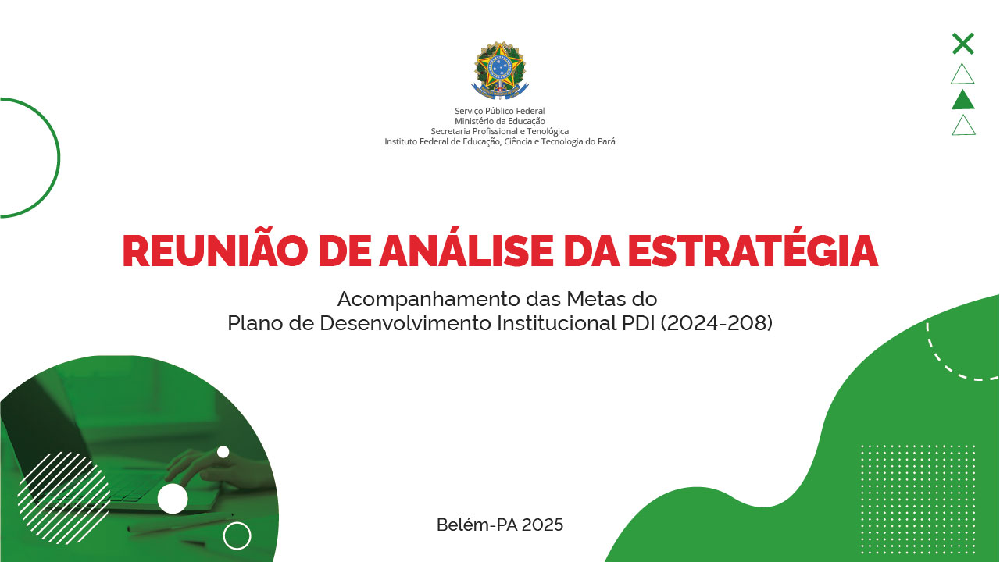 Serviço Público Federal
Ministério da Educação
Secretaria Profissional e Tenológica
Instituto Federal de Educação, Ciência e Tecnologia do Pará
REUNIÃO DE ANÁLISE DA ESTRATÉGIA
Acompanhamento das Metas do
Plano de Desenvolvimento Institucional PDI (2024-208)
Belém-PA 2025